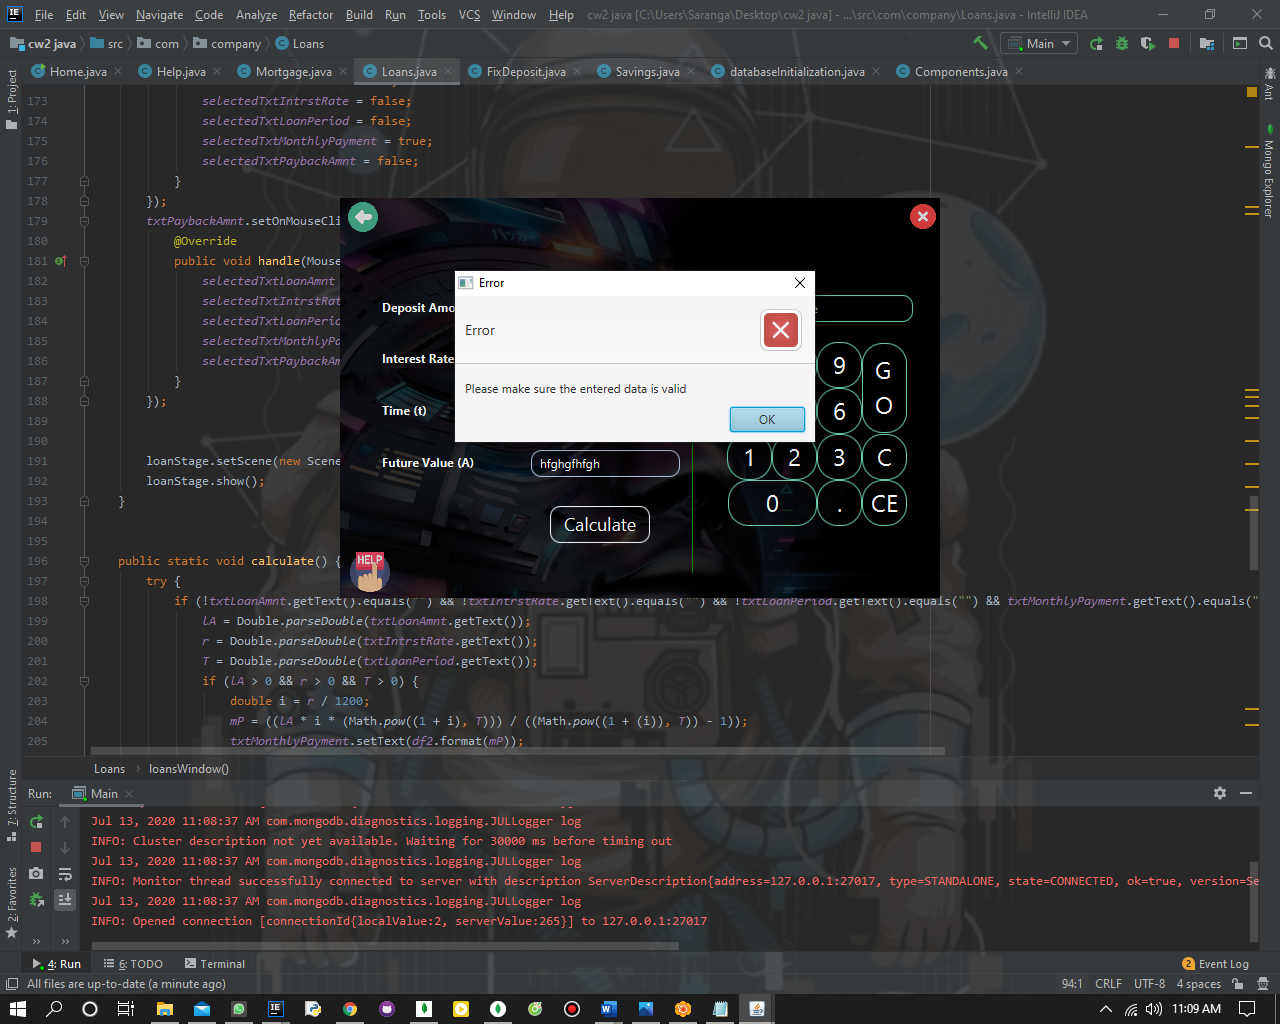 File Edit View Navigate Code Analyze Refactor Build Run Tools VCS Window Help cw2 java [C:\Users\Saranga\Desktop\cw2 java] - ...\src\com\company\Loans.java - IntelliJ IDEA
cw2 java src com company Loans Main
Home.java Help.java Mortgage.java Loans.java FixDeposit.java Savings.java databaseInitialization.java Components.java
1: Project
Ant
Mongo Explorer
173 selectedTxtIntrstRate = false;
174 selectedTxtLoanPeriod = false;
175 selectedTxtMonthlyPayment = true;
176 selectedTxtPaybackAmnt = false;
177 }
178 });
179 txtPaybackAmnt.setOnMouseCli
180 @Override
181 public void handle(Mouse
182 selectedTxtLoanAmnt
183 selectedTxtIntrstRat
184 selectedTxtLoanPerio
185 selectedTxtMonthlyPa
186 selectedTxtPaybackAm
187 }
188 });
189
190
191 loanStage.setScene(new Scene
192 loanStage.show();
193 }
194
195
196 public static void calculate() {
197 try {
198 if (!txtLoanAmnt.getText().equals("") && !txtIntrstRate.getText().equals("") && !txtLoanPeriod.getText().equals("") && txtMonthlyPayment.getText().equals("
199 lA = Double.parseDouble(txtLoanAmnt.getText());
200 r = Double.parseDouble(txtIntrstRate.getText());
201 T = Double.parseDouble(txtLoanPeriod.getText());
202 if (lA > 0 && r > 0 && T > 0) {
203 double i = r / 1200;
204 mP = ((lA * i * (Math.pow((1 + i), T))) / ((Math.pow((1 + (i)), T)) - 1));
205 txtMonthlyPayment.setText(df2.format(mP));
Deposit Amo
Interest Rate
Time (t)
Future Value (A) hfghgfhfgh
Calculate
HELP
9 G
6 O
1 2 3 C
0 . CE
Error
Error
Please make sure the entered data is valid
OK
Loans loansWindow()
Run: Main
7: Structure
2: Favorites
Jul 13, 2020 11:08:37 AM com.mongodb.diagnostics.logging.JULLogger log
INFO: Cluster description not yet available. Waiting for 30000 ms before timing out
Jul 13, 2020 11:08:37 AM com.mongodb.diagnostics.logging.JULLogger log
INFO: Monitor thread successfully connected to server with description ServerDescription{address=127.0.0.1:27017, type=STANDALONE, state=CONNECTED, ok=true, version=Se
Jul 13, 2020 11:08:37 AM com.mongodb.diagnostics.logging.JULLogger log
INFO: Opened connection [connectionId{localValue:2, serverValue:265}] to 127.0.0.1:27017
4: Run 6: TODO Terminal 2 Event Log
All files are up-to-date (a minute ago) 94:1 CRLF UTF-8 4 spaces
11:09 AM